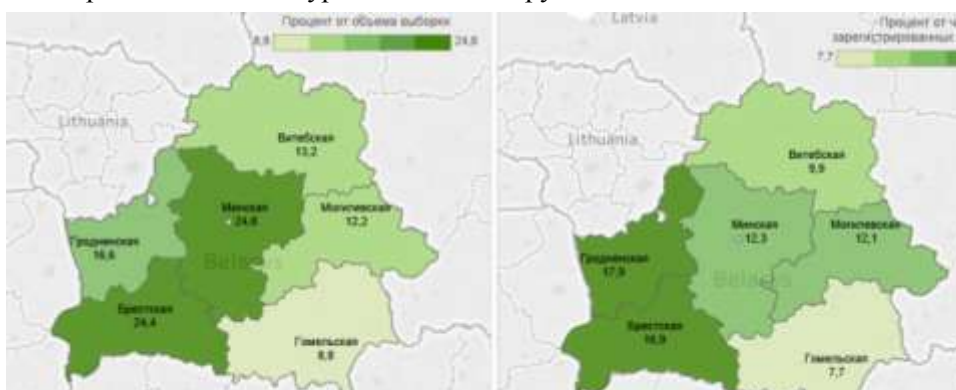 Процент от объема выборки
8,8 24,8
Lithuania
Витебская
13,2
Минская
24,8
Могилевская
12,2
Гродненская
16,6
Belarus
Брестская
24,4
Гомельская
8,8
Latvia
Процент от ч
зарегистрированных
7,7
Lithuania
Витебская
9,9
Минская
12,3
Могилевская
12,1
Гродненская
17,9
Belarus
Брестская
16,9
Гомельская
7,7